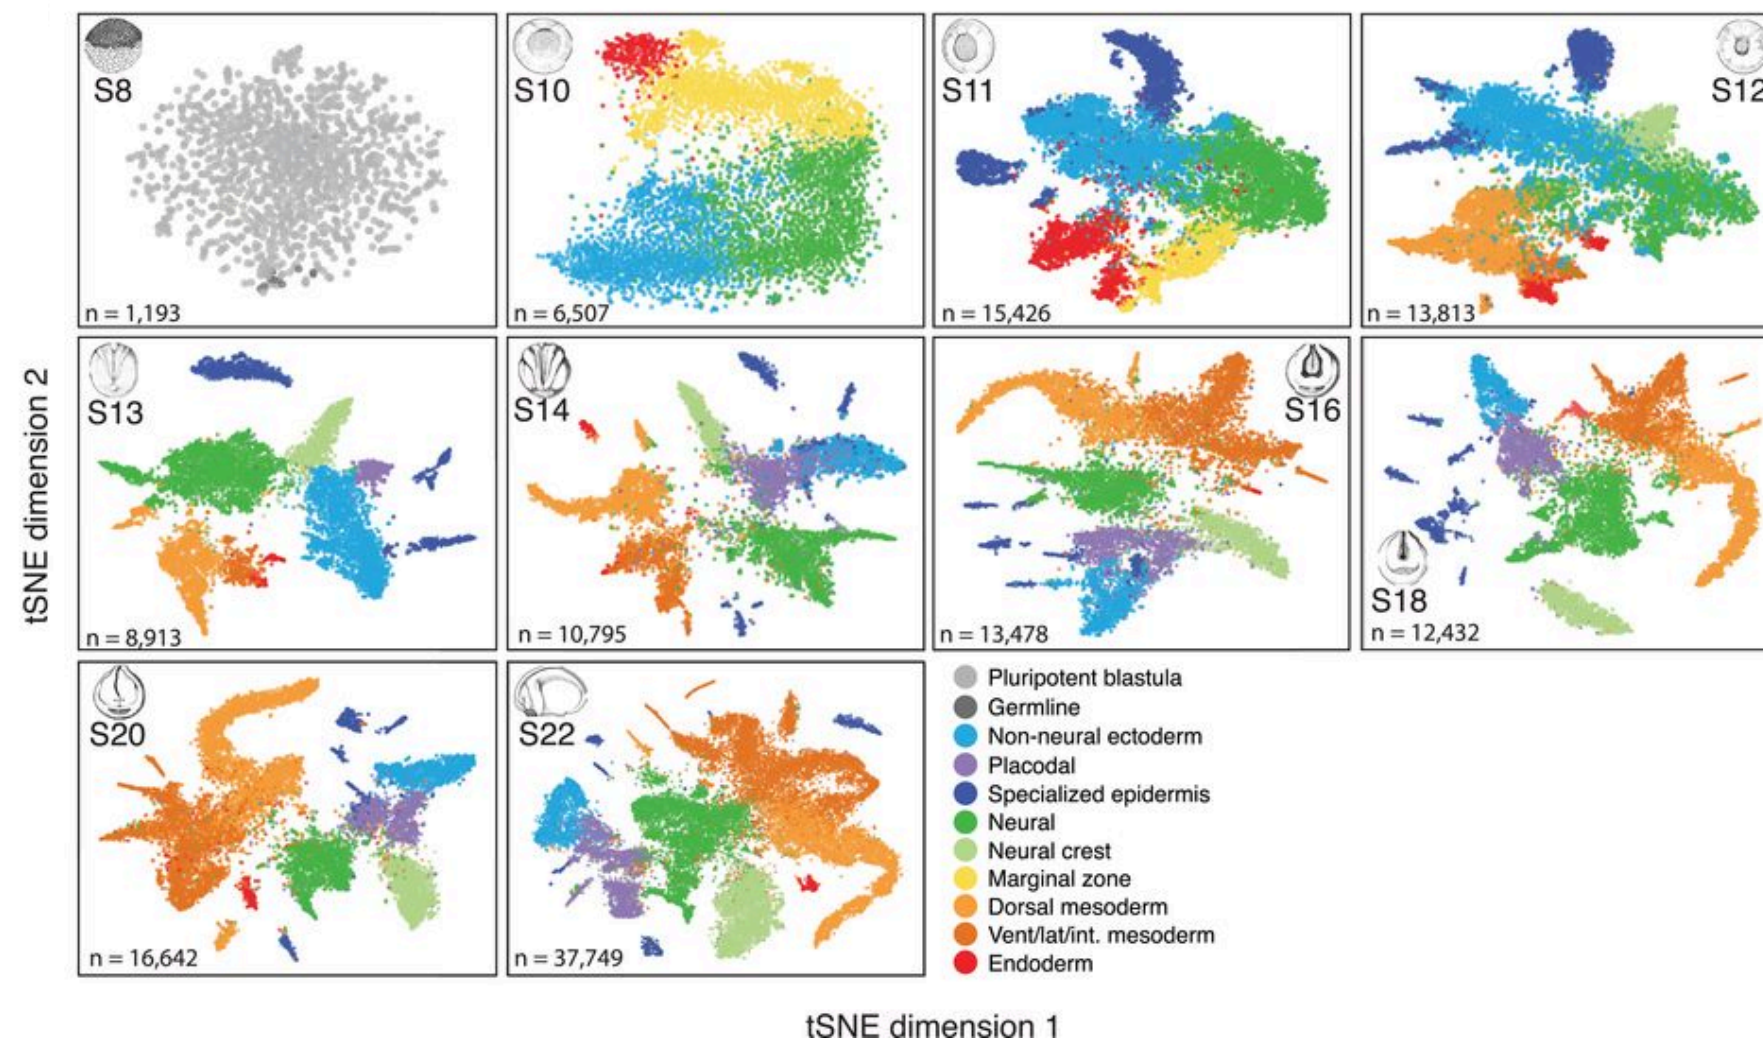 S8
n = 1,193
S10
n = 6,507
S11
n = 15,426
S12
n = 13,813
S13
n = 8,913
S14
n = 10,795
S16
n = 13,478
S18
n = 12,432
S20
n = 16,642
S22
n = 37,749
Pluripotent blastula
Germline
Non-neural ectoderm
Placodal
Specialized epidermis
Neural
Neural crest
Marginal zone
Dorsal mesoderm
Vent/lat/int. mesoderm
Endoderm
tSNE dimension 2
tSNE dimension 1